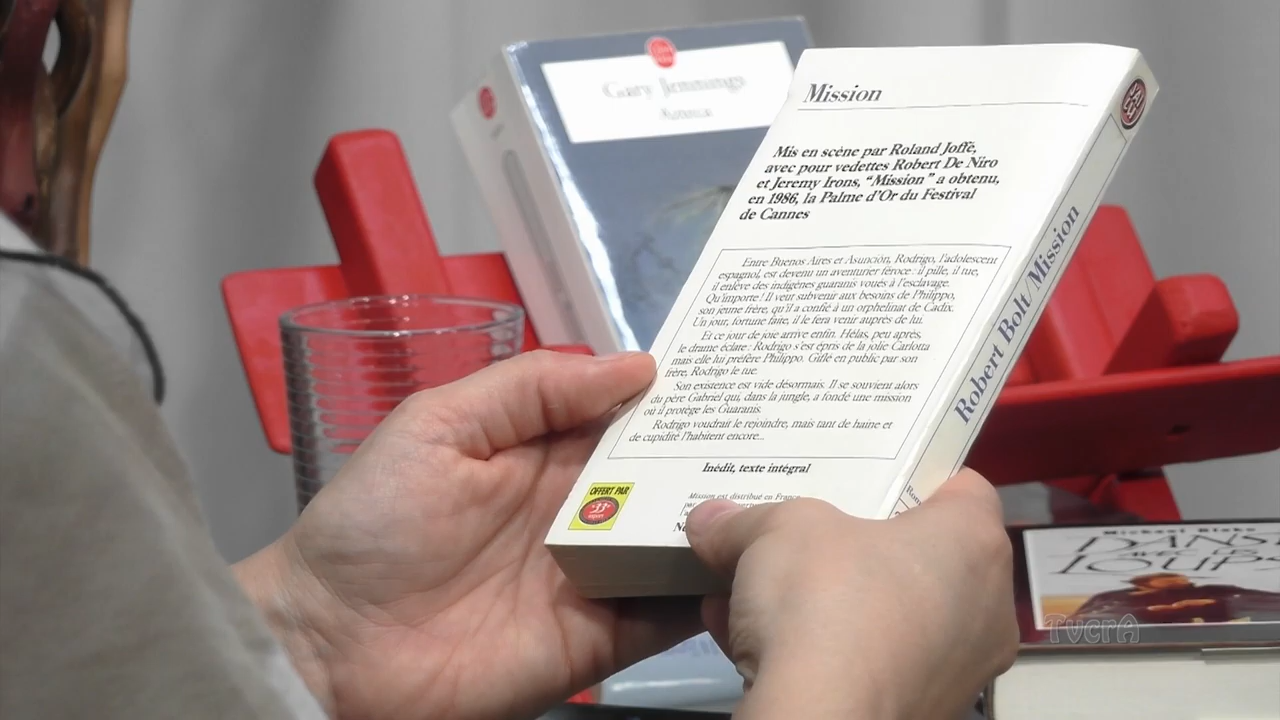 Gary Jennings
Azteca
Mission
J'AI LU
Mis en scène par Roland Joffé,
avec pour vedettes Robert De Niro
et Jeremy Irons, “Mission” a obtenu,
en 1986, la Palme d'Or du Festival
de Cannes
Entre Buenos Aires et Asunción, Rodrigo, l'adolescent
espagnol, est devenu un aventurier féroce : il pille, il tue,
il enlève des indigènes guaranis voués à l'esclavage.
Qu'importe ! Il veut subvenir aux besoins de Philippo,
son jeune frère, qu'il a confié à un orphelinat de Cadix.
Un jour, fortune faite, il le fera venir auprès de lui.
Et ce jour de joie arrive enfin. Hélas, peu après,
le drame éclate : Rodrigo s'est épris de la jolie Carlotta
mais elle lui préfère Philippo. Giflé en public par son
frère, Rodrigo le tue.
Son existence est vide désormais. Il se souvient alors
du père Gabriel qui, dans la jungle, a fondé une mission
où il protège les Guaranis.
Rodrigo voudrait le rejoindre, mais tant de haine et
de cupidité l'habitent encore...
Inédit, texte intégral
Mission est distribué en France
par
OFFERT PAR
"33"
export
Robert Bolt/Mission
Michael Blake
DANSE
AVEC LES
LOUPS
TvcrA